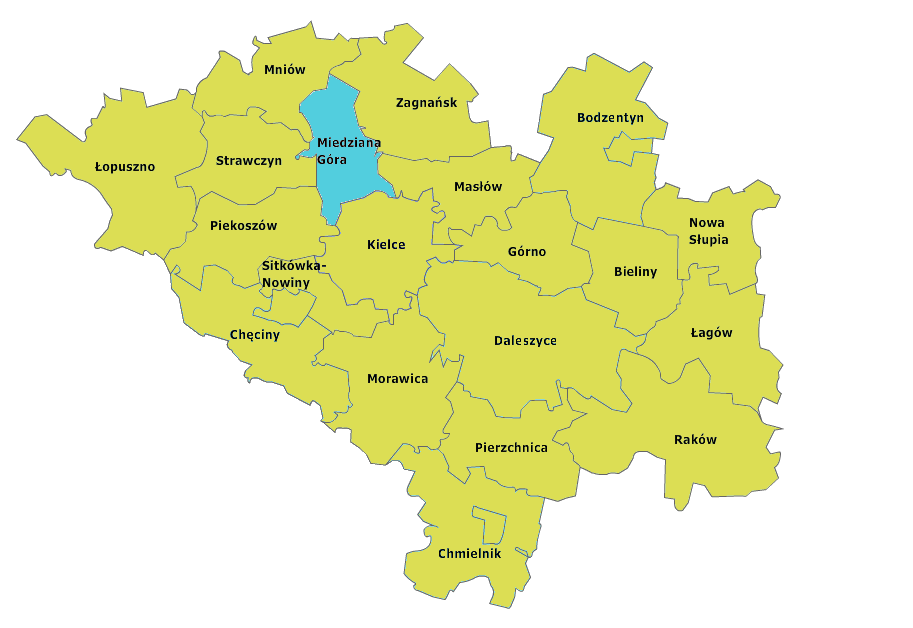 Mniów
Zagnańsk
Bodzentyn
Miedziana
Góra
Łopuszno
Strawczyn
Masłów
Piekoszów
Nowa
Słupia
Kielce
Górno
Sitkówka-
Nowiny
Bieliny
Chęciny
Łagów
Daleszyce
Morawica
Raków
Pierzchnica
Chmielnik